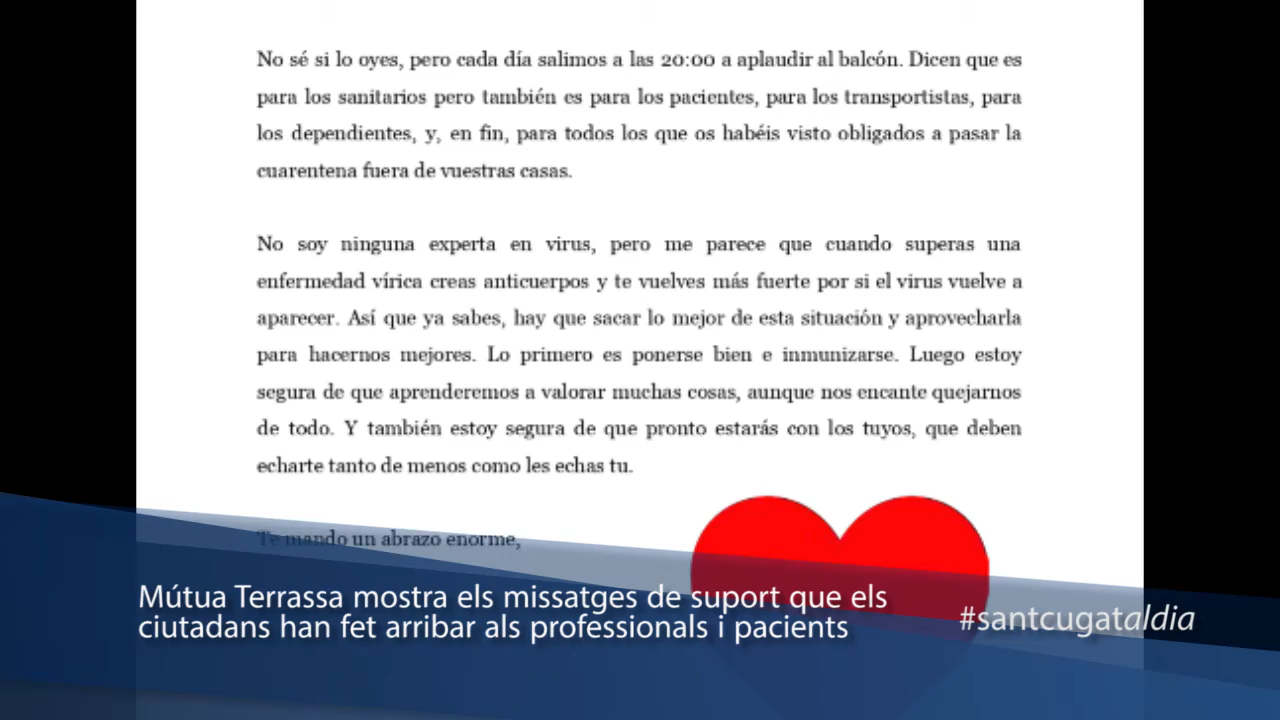 No sé si lo oyes, pero cada día salimos a las 20:00 a aplaudir al balcón. Dicen que es
para los sanitarios pero también es para los pacientes, para los transportistas, para
los dependientes, y, en fin, para todos los que os habéis visto obligados a pasar la
cuarentena fuera de vuestras casas.
No soy ninguna experta en virus, pero me parece que cuando superas una
enfermedad vírica creas anticuerpos y te vuelves más fuerte por si el virus vuelve a
aparecer. Así que ya sabes, hay que sacar lo mejor de esta situación y aprovecharla
para hacernos mejores. Lo primero es ponerse bien e inmunizarse. Luego estoy
segura de que aprenderemos a valorar muchas cosas, aunque nos encante quejarnos
de todo. Y también estoy segura de que pronto estarás con los tuyos, que deben
echarte tanto de menos como les echas tu.
Te mando un abrazo enorme,
Mútua Terrassa mostra els missatges de suport que els
ciutadans han fet arribar als professionals i pacients
#santcugataldia